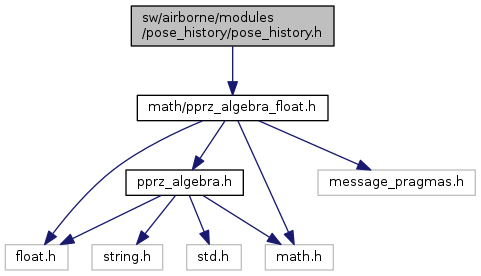 sw/airborne/modules
/pose_history/pose_history.h
math/pprz_algebra_float.h
pprz_algebra.h
message_pragmas.h
float.h
string.h
std.h
math.h